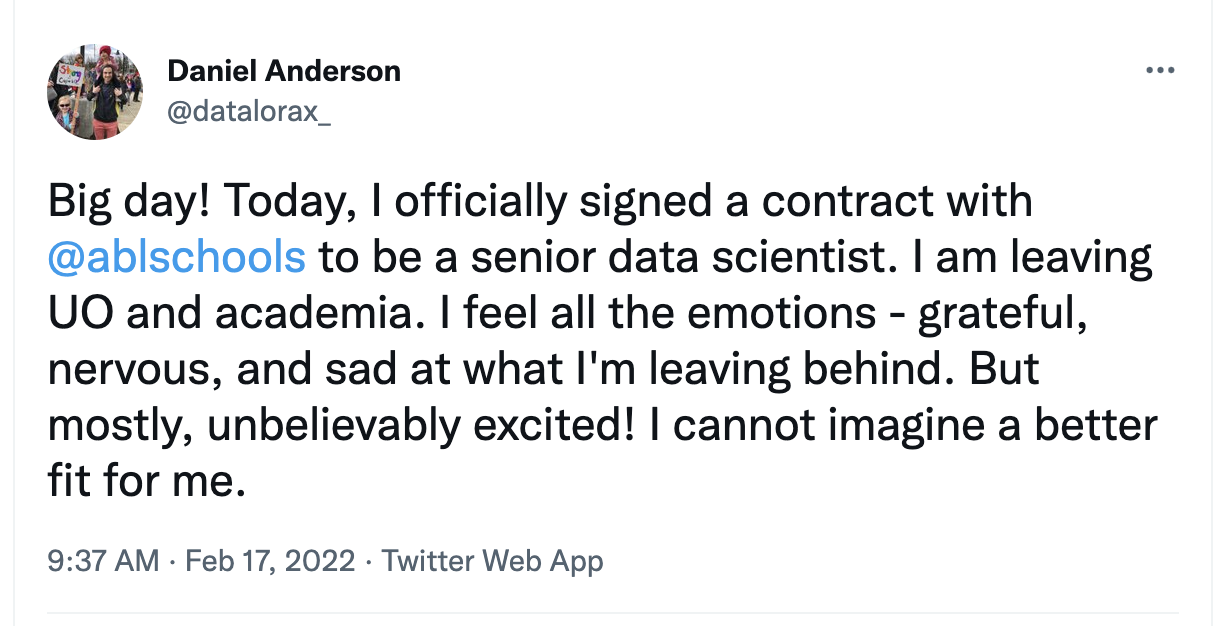 Daniel Anderson
@datalorax_
Big day! Today, I officially signed a contract with
@ablschools to be a senior data scientist. I am leaving
UO and academia. I feel all the emotions - grateful,
nervous, and sad at what I'm leaving behind. But
mostly, unbelievably excited! I cannot imagine a better
fit for me.
9:37 AM · Feb 17, 2022 · Twitter Web App